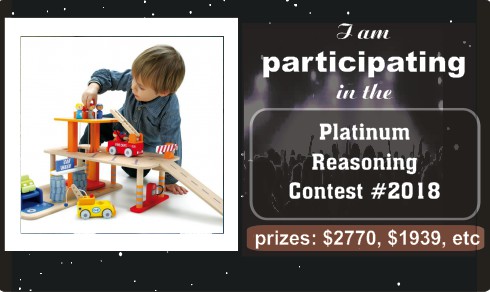 I am
participating
in the
Platinum
Reasoning
Contest #2018
prizes: $2770, $1939, etc